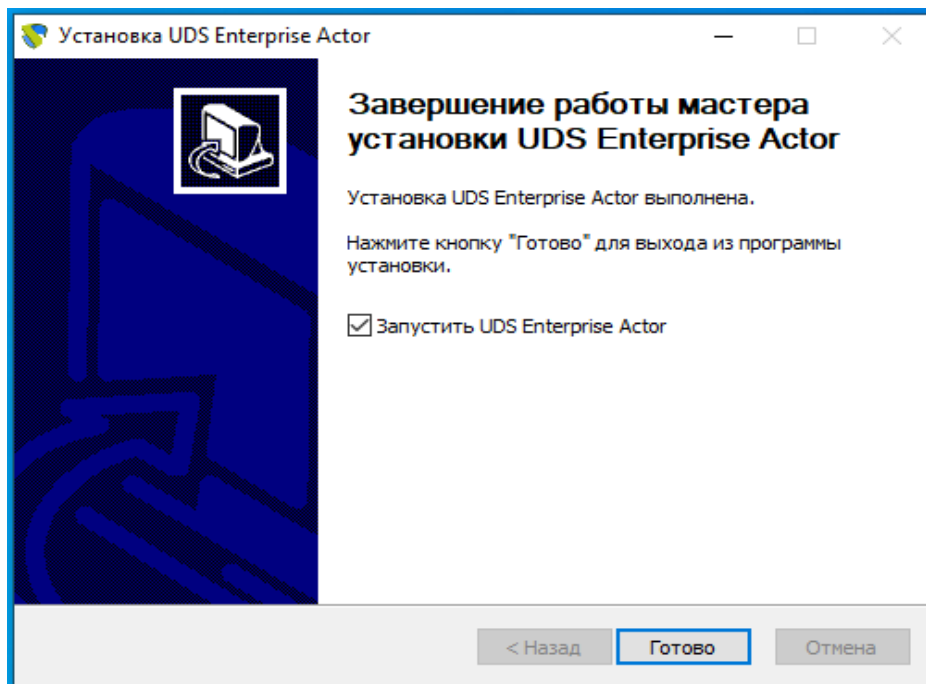 Установка UDS Enterprise Actor
Завершение работы мастера
установки UDS Enterprise Actor
Установка UDS Enterprise Actor выполнена.
Нажмите кнопку "Готово" для выхода из программы
установки.
Запустить UDS Enterprise Actor
< Назад
Готово
Отмена